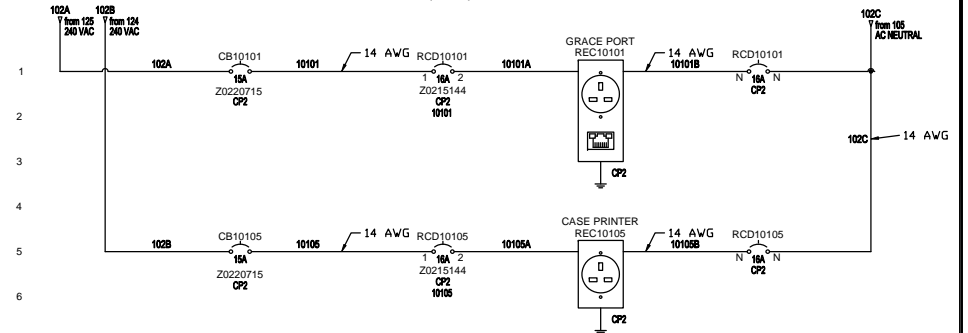 102A
from 125
240 VAC
102B
from 124
240 VAC
102C
from 105
AC NEUTRAL
1
102A
CB10101
15A
Z0220715
CP2
10101
14 AWG
RCD10101
1 16A 2
Z0215144
CP2
10101
10101A
GRACE PORT
REC10101
CP2
14 AWG
10101B
RCD10101
N 16A N
CP2
2
102C
14 AWG
3
4
5
102B
CB10105
15A
Z0220715
CP2
10105
14 AWG
RCD10105
1 16A 2
Z0215144
CP2
10105
10105A
CASE PRINTER
REC10105
CP2
14 AWG
10105B
RCD10105
N 16A N
CP2
6